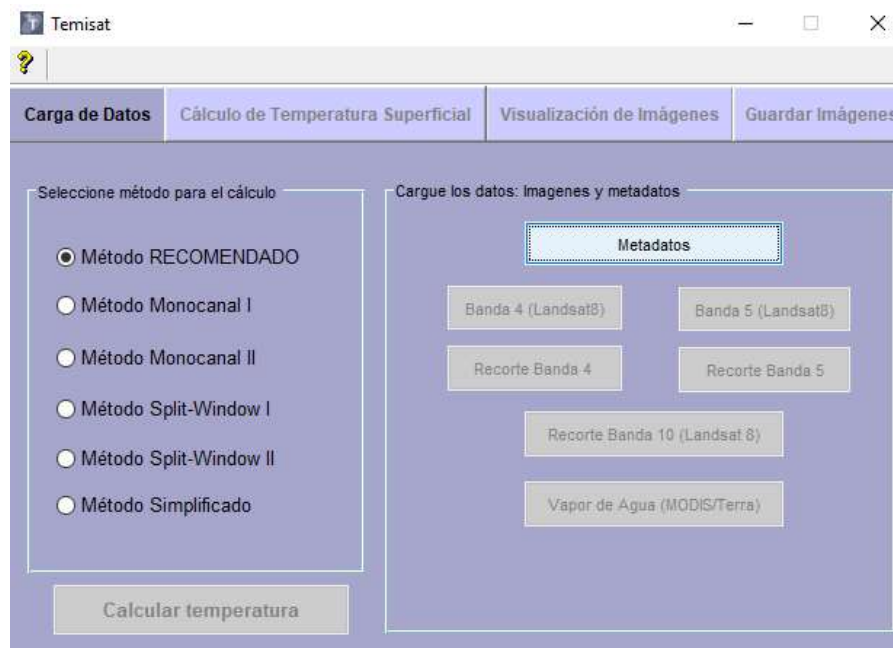 Temisat
Carga de Datos
Cálculo de Temperatura Superficial
Visualización de Imágenes
Guardar Imágenes
Seleccione método para el cálculo
Método RECOMENDADO
Método Monocanal I
Método Monocanal II
Método Split-Window I
Método Split-Window II
Método Simplificado
Calcular temperatura
Cargue los datos: Imagenes y metadatos
Metadatos
Banda 4 (Landsat8)
Banda 5 (Landsat8)
Recorte Banda 4
Recorte Banda 5
Recorte Banda 10 (Landsat 8)
Vapor de Agua (MODIS/Terra)